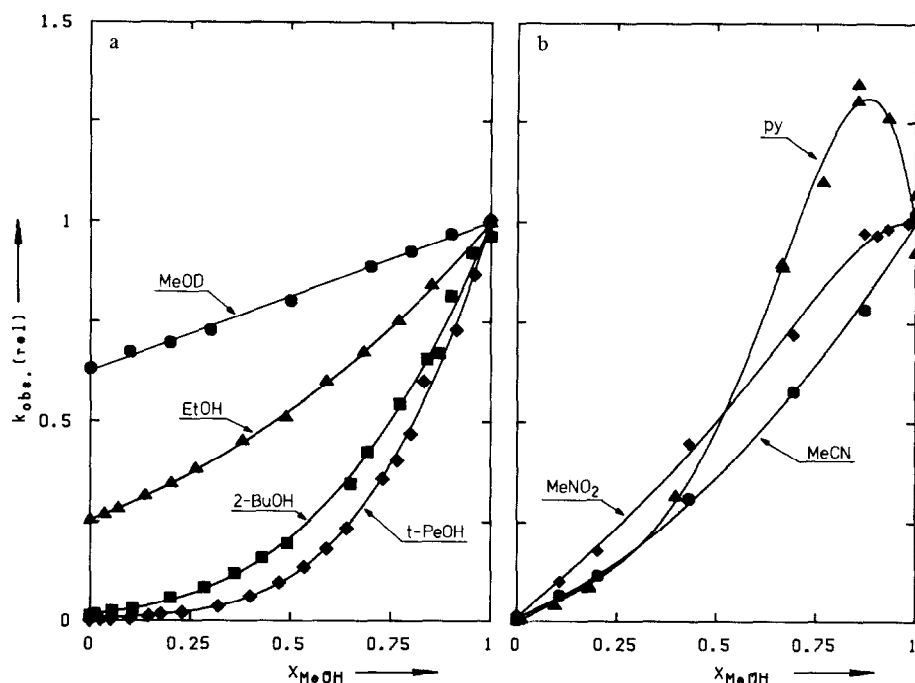 a
1.5
1
0.5
0
k obs. (rel)
MeOD
EtOH
2-BuOH
t-PeOH
0
0.25
0.5
0.75
1
XMeOH
b
py
MeNO2
MeCN
0
0.25
0.5
0.75
1
XMeOH